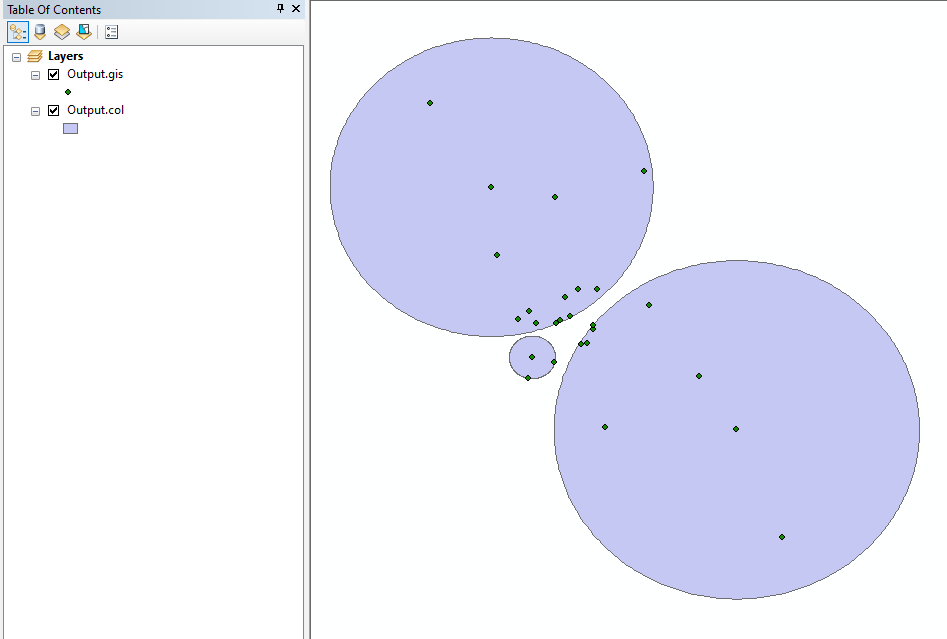 Table Of Contents
Layers
Output.gis
Output.col